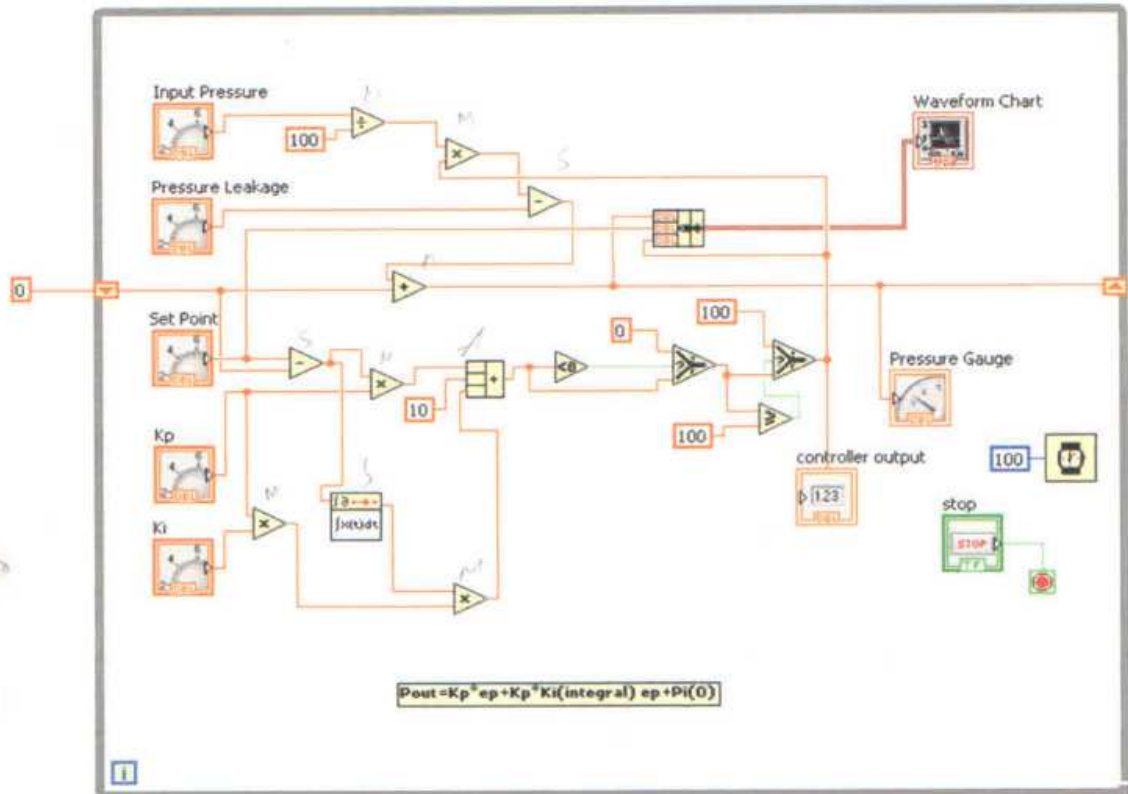 Input Pressure
100
Waveform Chart
Pressure Leakage
0
Set Point
100
0
Pressure Gauge
10
100
Kp
controller output
100
123
stop
STOP
∫x(t)dt
Ki
Pout=Kp*ep+Kp*Ki(integral) ep+Pi(0)
i